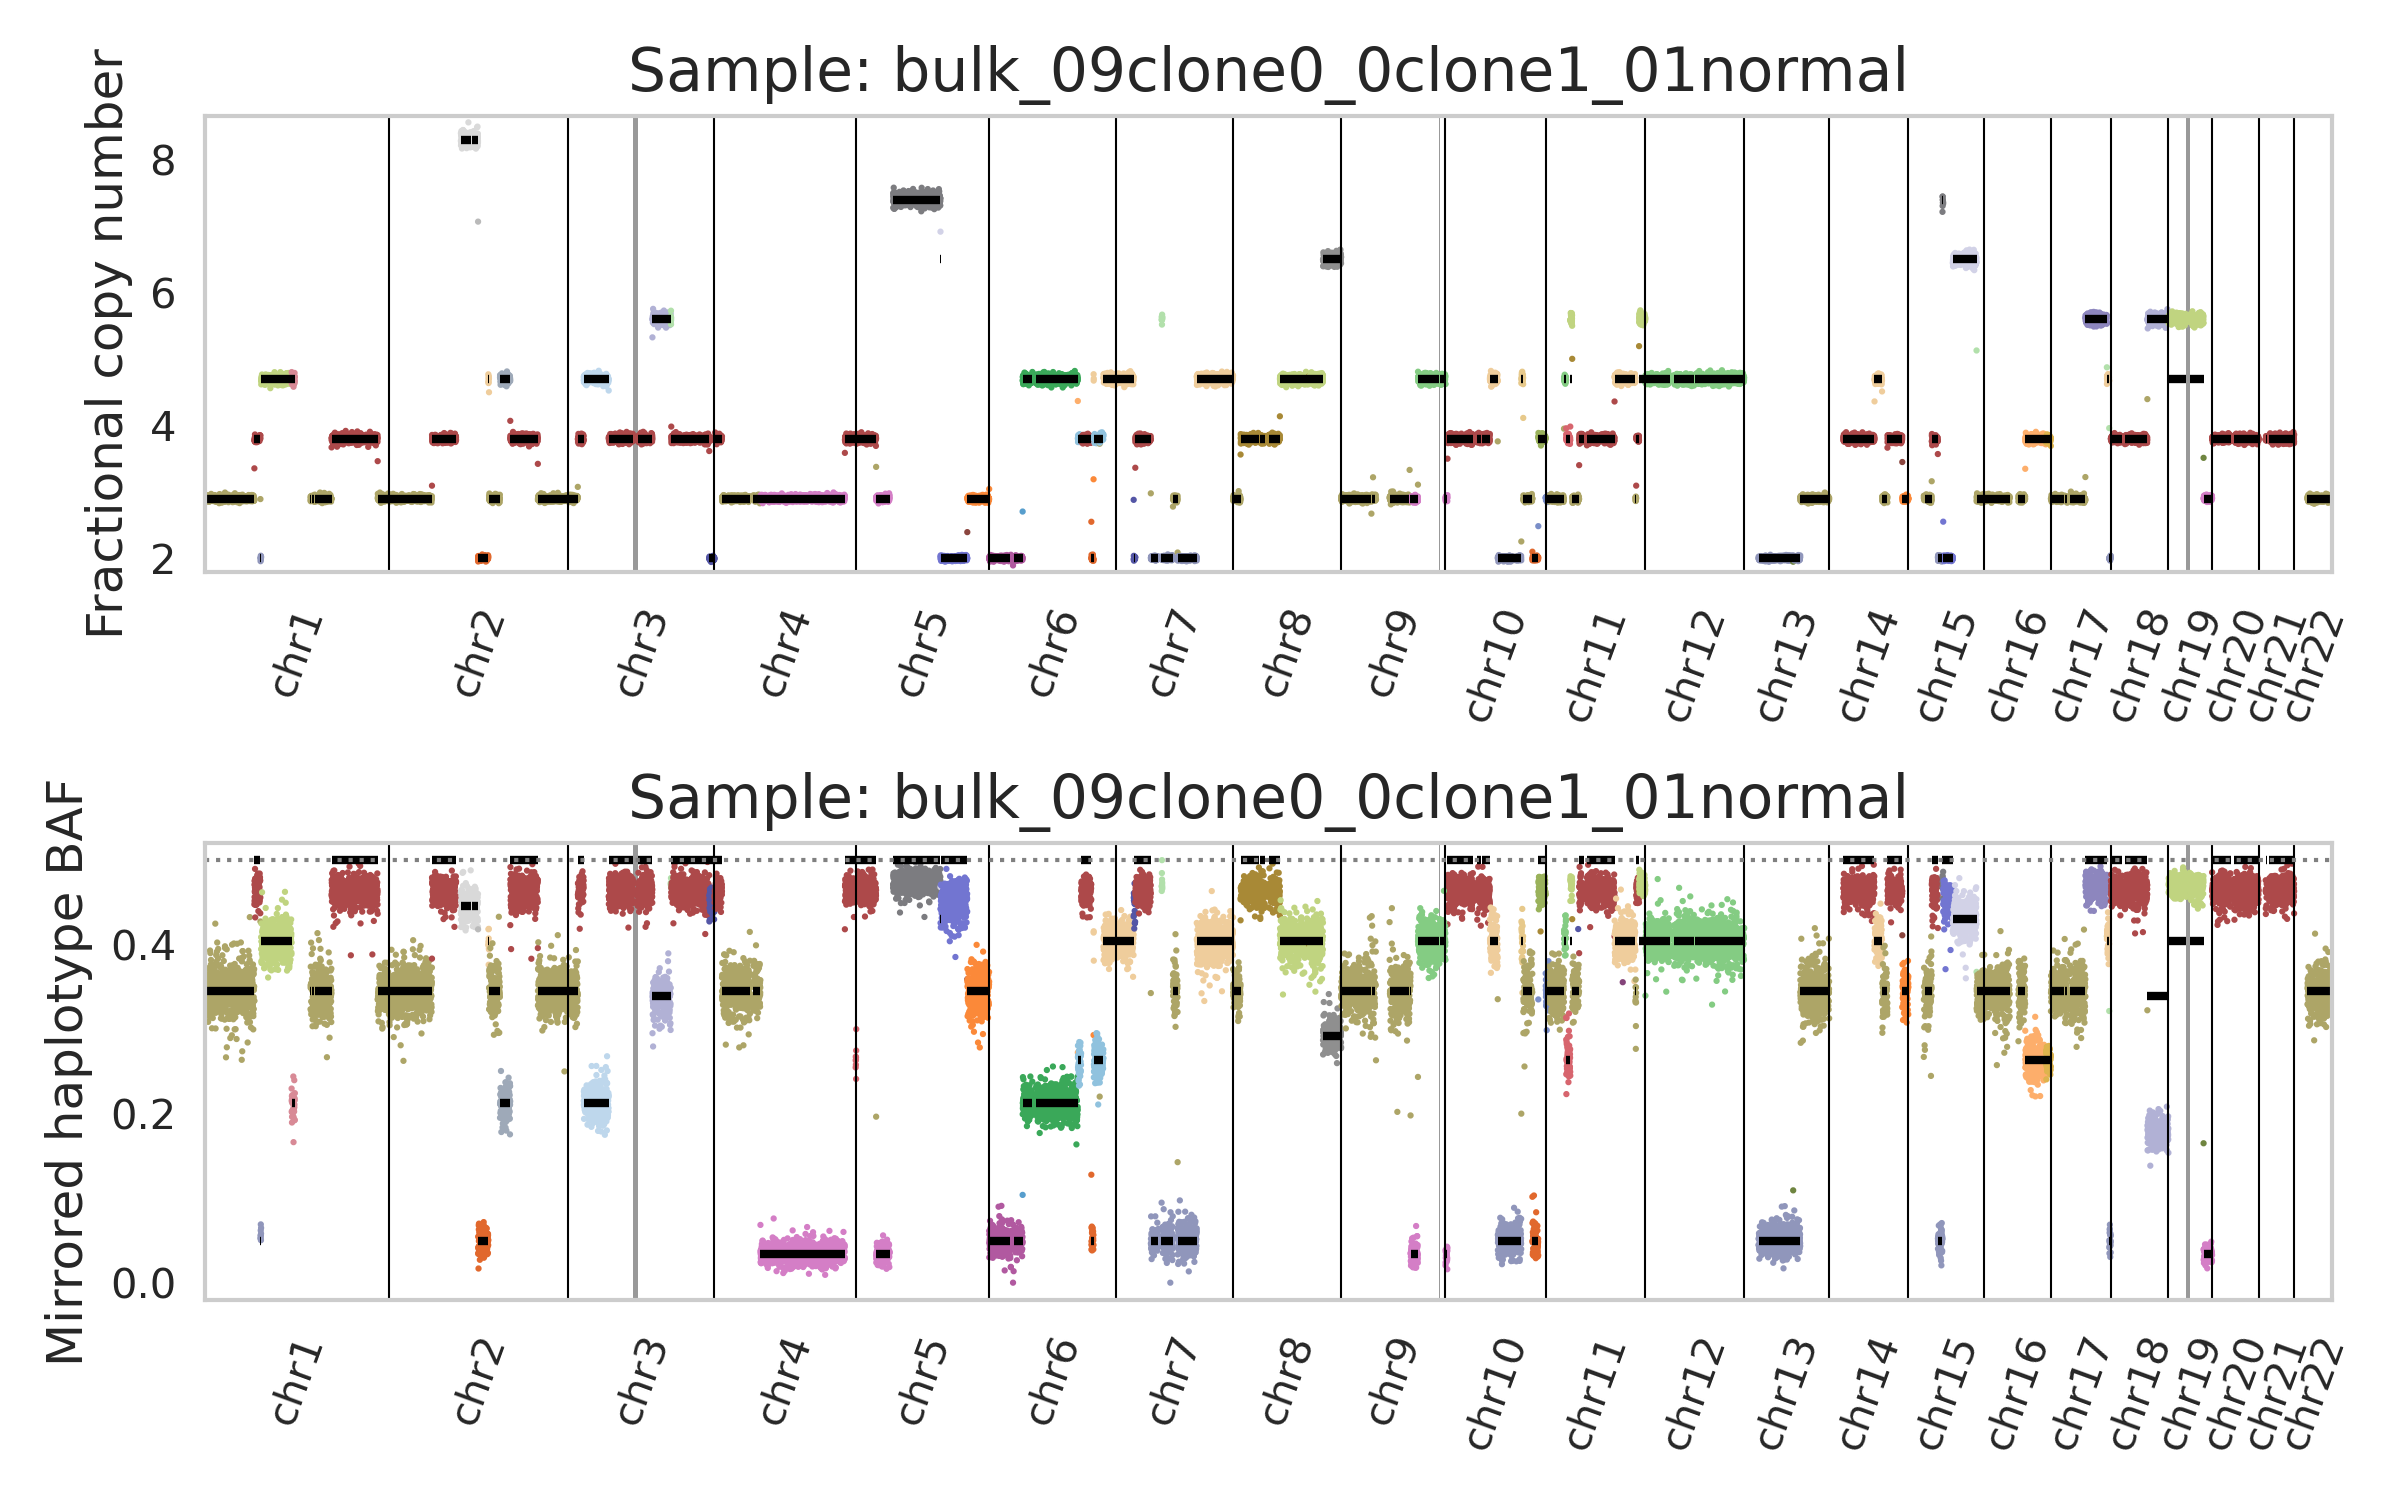 Sample: bulk_09clone0_0clone1_01normal
Fractional copy number
8
6
4
2
chr1 chr2 chr3 chr4 chr5 chr6 chr7 chr8 chr9 chr10 chr11 chr12 chr13 chr14 chr15 chr16 chr17 chr18 chr19 chr20 chr21 chr22
Sample: bulk_09clone0_0clone1_01normal
Mirrored haplotype BAF
0.4
0.2
0.0
chr1 chr2 chr3 chr4 chr5 chr6 chr7 chr8 chr9 chr10 chr11 chr12 chr13 chr14 chr15 chr16 chr17 chr18 chr19 chr20 chr21 chr22